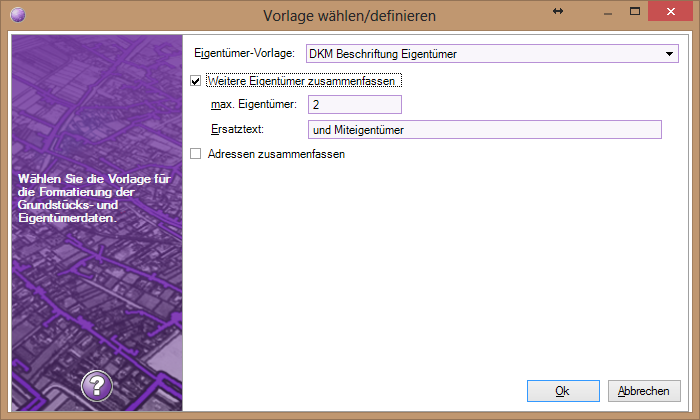 Vorlage wählen/definieren
Eigentümer-Vorlage: DKM Beschriftung Eigentümer
Weitere Eigentümer zusammenfassen
max. Eigentümer: 2
Ersatztext: und Miteigentümer
Adressen zusammenfassen
Wählen Sie die Vorlage für
die Formatierung der
Grundstücks- und
Eigentümerdaten.
?
Ok Abbrechen